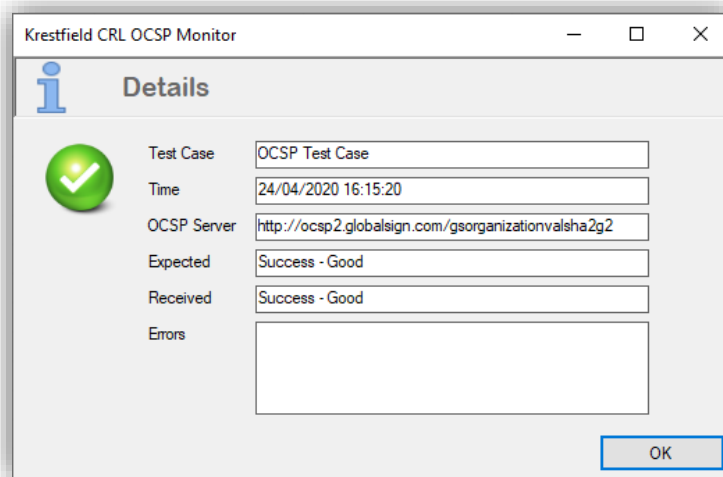 Krestfield CRL OCSP Monitor
Details
Test Case OCSP Test Case
Time 24/04/2020 16:15:20
OCSP Server http://ocsp2.globalsign.com/gsorganizationvalsha2g2
Expected Success - Good
Received Success - Good
Errors
OK